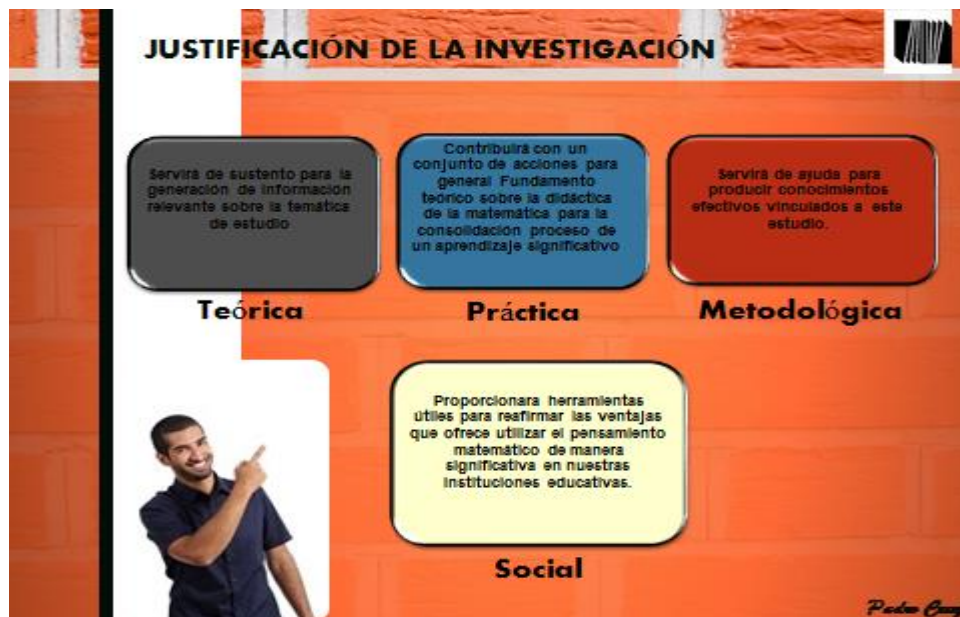 JUSTIFICACIÓN DE LA INVESTIGACIÓN
Servirá de sustento para la
generación de información
relevante sobre la temática
de estudio
Teórica
Contribuirá con un
conjunto de acciones para
general Fundamento
teórico sobre la didáctica
de la matemática para la
consolidación proceso de
un aprendizaje significativo
Práctica
Servirá de ayuda para
producir conocimientos
efectivos vinculados a este
estudio.
Metodológica
Proporcionara herramientas
útiles para reafirmar las ventajas
que ofrece utilizar el pensamiento
matemático de manera
significativa en nuestras
instituciones educativas.
Social